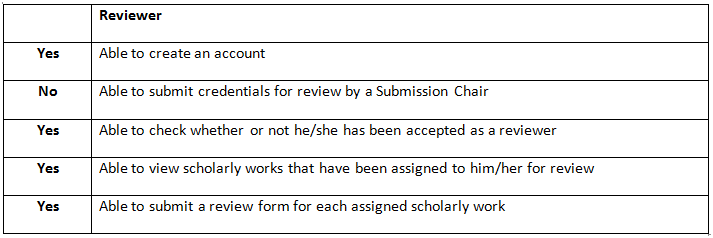 Reviewer
Yes Able to create an account
No Able to submit credentials for review by a Submission Chair
Yes Able to check whether or not he/she has been accepted as a reviewer
Yes Able to view scholarly works that have been assigned to him/her for review
Yes Able to submit a review form for each assigned scholarly work